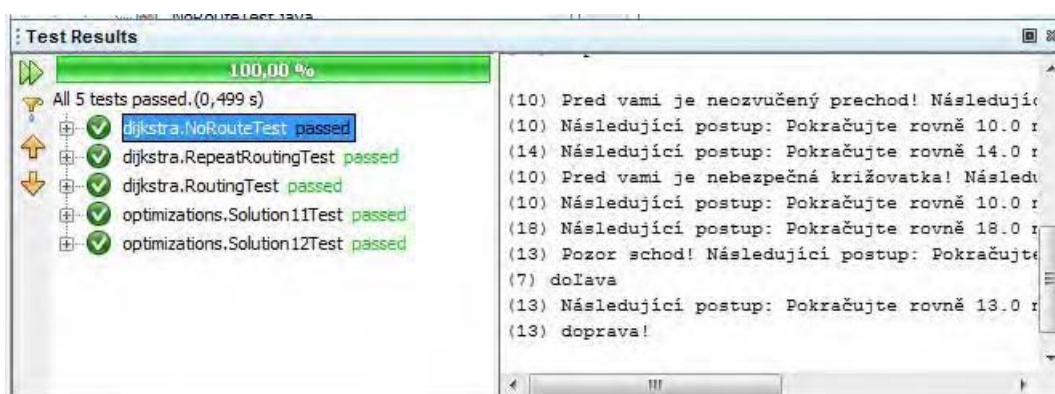 NoRouteTest.java
Test Results
100,00 %
All 5 tests passed.(0,499 s)
dijkstra.NoRouteTest passed
dijkstra.RepeatRoutingTest passed
dijkstra.RoutingTest passed
optimizations.Solution11Test passed
optimizations.Solution12Test passed
(10) Pred vami je neozvučený prechod! Následujíc
(10) Následující postup: Pokračujte rovně 10.0
(14) Následující postup: Pokračujte rovně 14.0
(10) Pred vami je nebezpečná križovatka! Následu
(10) Následující postup: Pokračujte rovně 10.0
(18) Následující postup: Pokračujte rovně 18.0
(13) Pozor schod! Následující postup: Pokračujte
(7) doľava
(13) Následující postup: Pokračujte rovně 13.0
(13) doprava!